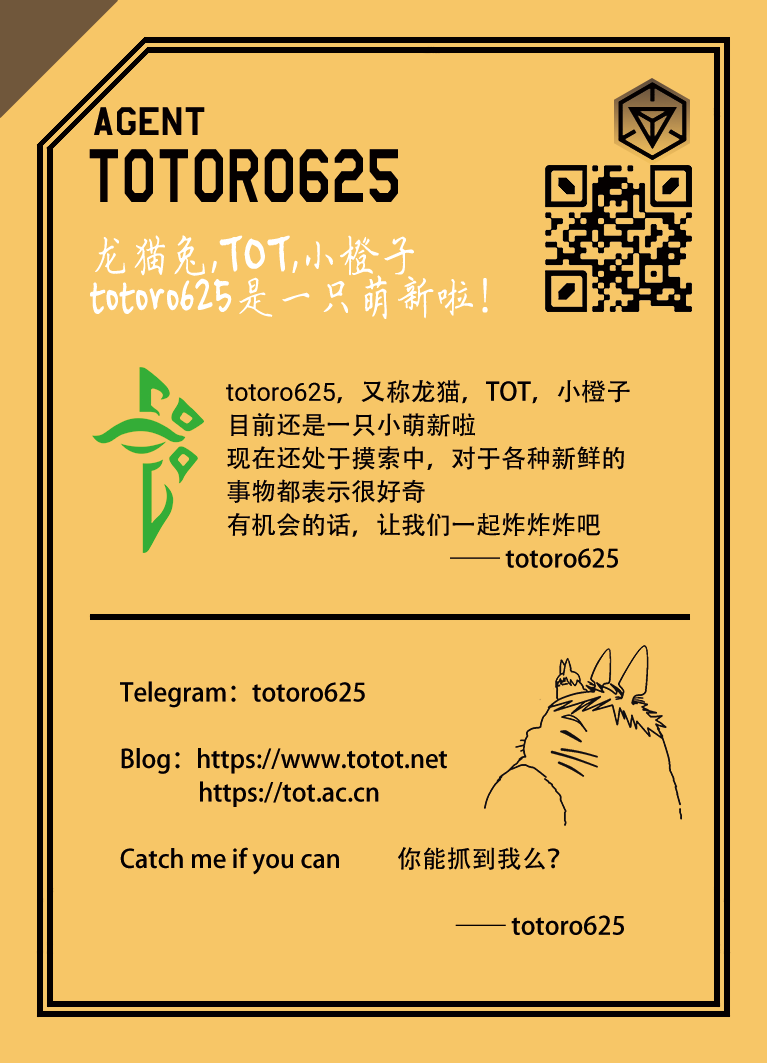 AGENT
TOTORO625
龙猫兔,TOT,小橙子
totoro625是一只萌新啦!
totoro625，又称龙猫，TOT，小橙子
目前还是一只小萌新啦
现在还处于摸索中，对于各种新鲜的
事物都表示很好奇
有机会的话，让我们一起炸炸炸吧
—— totoro625
Telegram：totoro625
Blog：https://www.totot.net
https://tot.ac.cn
Catch me if you can 你能抓到我么？
—— totoro625